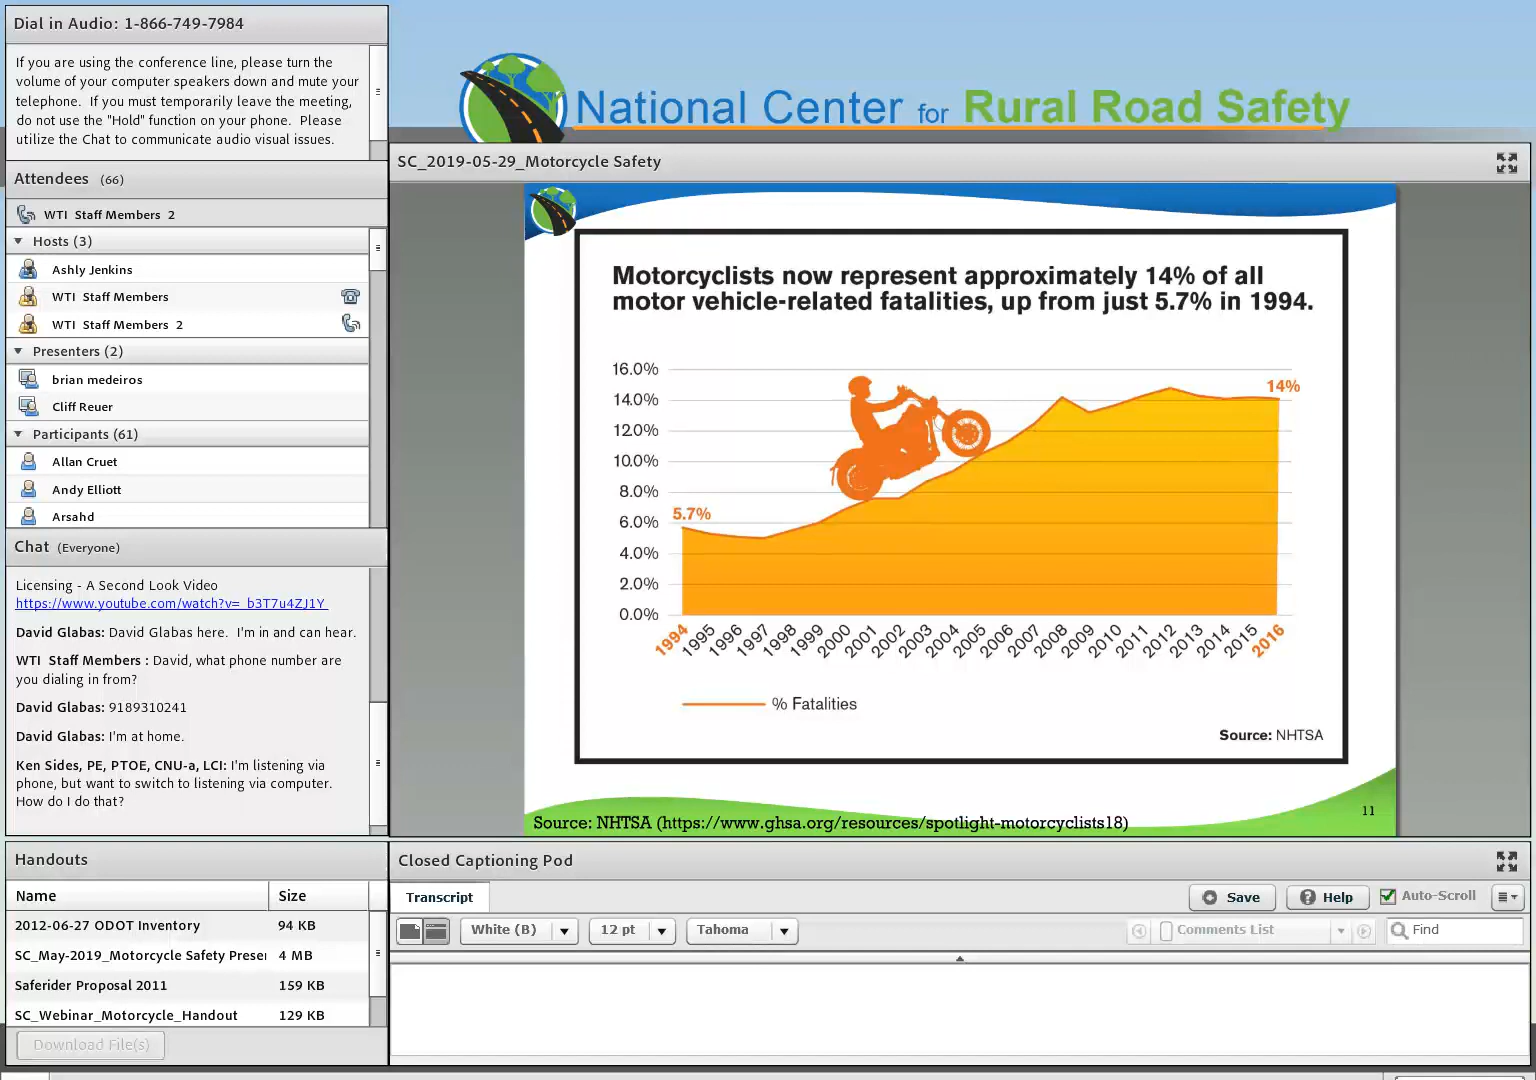 Dial in Audio: 1-866-749-7984
If you are using the conference line, please turn the
volume of your computer speakers down and mute your
telephone.  If you must temporarily leave the meeting,
do not use the "Hold" function on your phone.  Please
utilize the Chat to communicate audio visual issues.
Attendees (66)
WTI Staff Members 2
Hosts (3)
Ashly Jenkins
WTI Staff Members
WTI Staff Members 2
Presenters (2)
brian medeiros
Cliff Reuer
Participants (61)
Allan Cruet
Andy Elliott
Arsahd
Chat (Everyone)
Licensing - A Second Look Video
https://www.youtube.com/watch?v=_b3T7u4ZJ1Y
David Glabas: David Glabas here.  I'm in and can hear.
WTI Staff Members : David, what phone number are
you dialing in from?
David Glabas: 9189310241
David Glabas: I'm at home.
Ken Sides, PE, PTOE, CNU-a, LCI: I'm listening via
phone, but want to switch to listening via computer.
How do I do that?
Handouts
Name Size
2012-06-27 ODOT Inventory 94 KB
SC_May-2019_Motorcycle Safety Preser 4 MB
Saferider Proposal 2011 159 KB
SC_Webinar_Motorcycle_Handout 129 KB
Download File(s)
National Center for Rural Road Safety
SC_2019-05-29_Motorcycle Safety
Motorcyclists now represent approximately 14% of all
motor vehicle-related fatalities, up from just 5.7% in 1994.
16.0%
14.0%
12.0%
10.0%
8.0%
6.0%
4.0%
2.0%
0.0%
5.7%
14%
1994 1995 1996 1997 1998 1999 2000 2001 2002 2003 2004 2005 2006 2007 2008 2009 2010 2011 2012 2013 2014 2015 2016
% Fatalities
Source: NHTSA
Source: NHTSA (https://www.ghsa.org/resources/spotlight-motorcyclists18)
11
Closed Captioning Pod
Transcript Save Help Auto-Scroll
White (B) 12 pt Tahoma Comments List Find